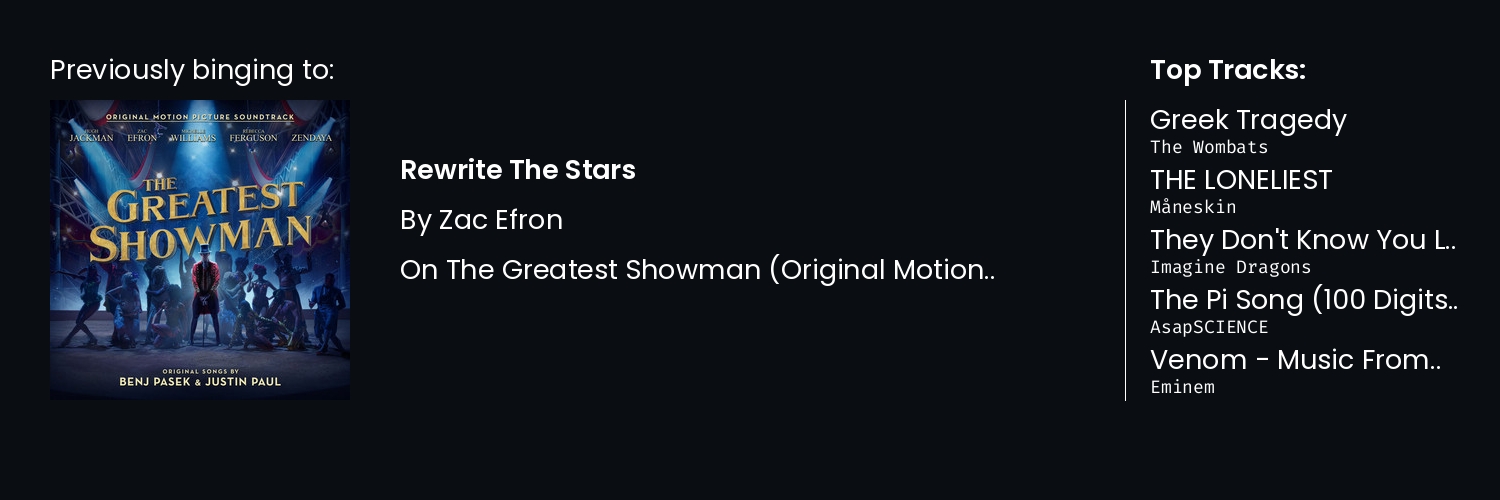 Previously binging to:
ORIGINAL MOTION PICTURE SOUNDTRACK
HUGH JACKMAN ZAC EFRON MICHELLE WILLIAMS REBECCA FERGUSON ZENDAYA
THE
GREATEST
SHOWMAN
ORIGINAL SONGS BY
BENJ PASEK & JUSTIN PAUL
Rewrite The Stars
By Zac Efron
On The Greatest Showman (Original Motion..
Top Tracks:
Greek Tragedy
The Wombats
THE LONELIEST
Måneskin
They Don't Know You L..
Imagine Dragons
The Pi Song (100 Digits..
AsapSCIENCE
Venom - Music From..
Eminem